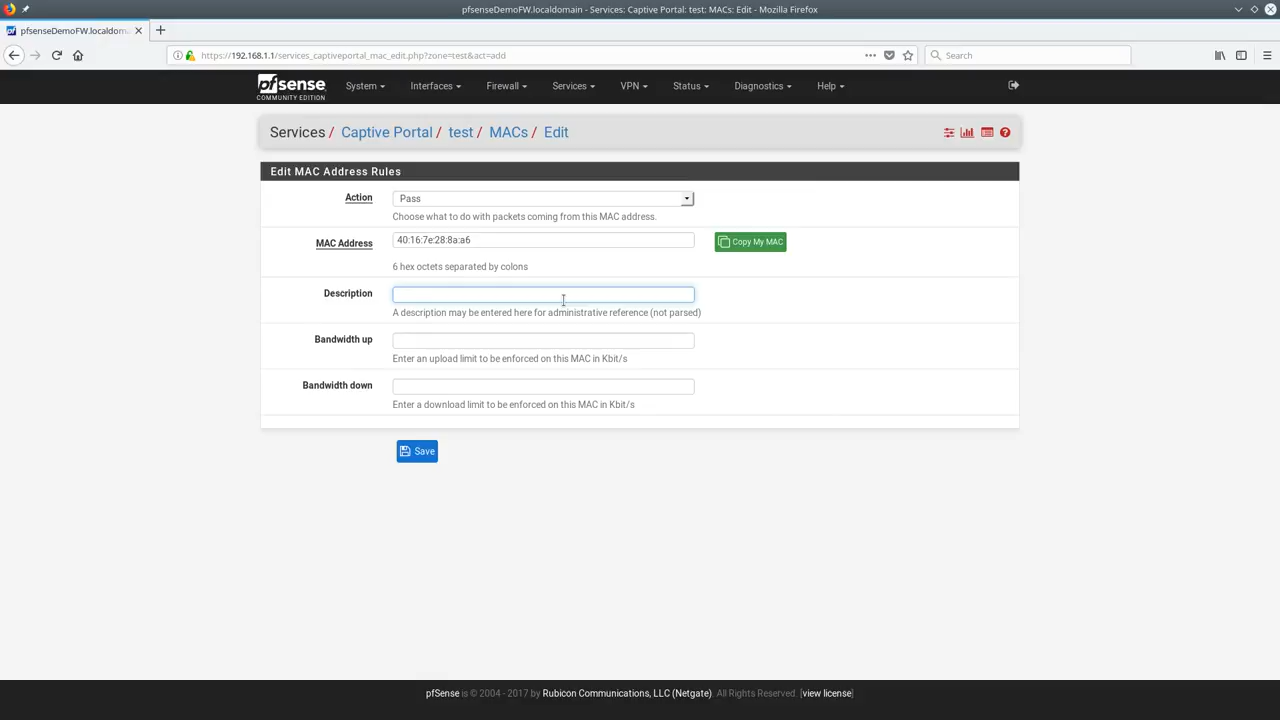 pfsenseDemoFW.localdomain - Services: Captive Portal: test: MACs: Edit - Mozilla Firefox
pfsenseDemoFW.localdoma
https://192.168.1.1/services_captiveportal_mac_edit.php?zone=test&act=add
Search
pfsense
COMMUNITY EDITION
System
Interfaces
Firewall
Services
VPN
Status
Diagnostics
Help
Services / Captive Portal / test / MACs / Edit
Edit MAC Address Rules
Action
Pass
Choose what to do with packets coming from this MAC address.
MAC Address
40:16:7e:28:8a:a6
Copy My MAC
6 hex octets separated by colons
Description
A description may be entered here for administrative reference (not parsed)
Bandwidth up
Enter an upload limit to be enforced on this MAC in Kbit/s
Bandwidth down
Enter a download limit to be enforced on this MAC in Kbit/s
Save
pfSense is © 2004 - 2017 by Rubicon Communications, LLC (Netgate). All Rights Reserved. [view license]